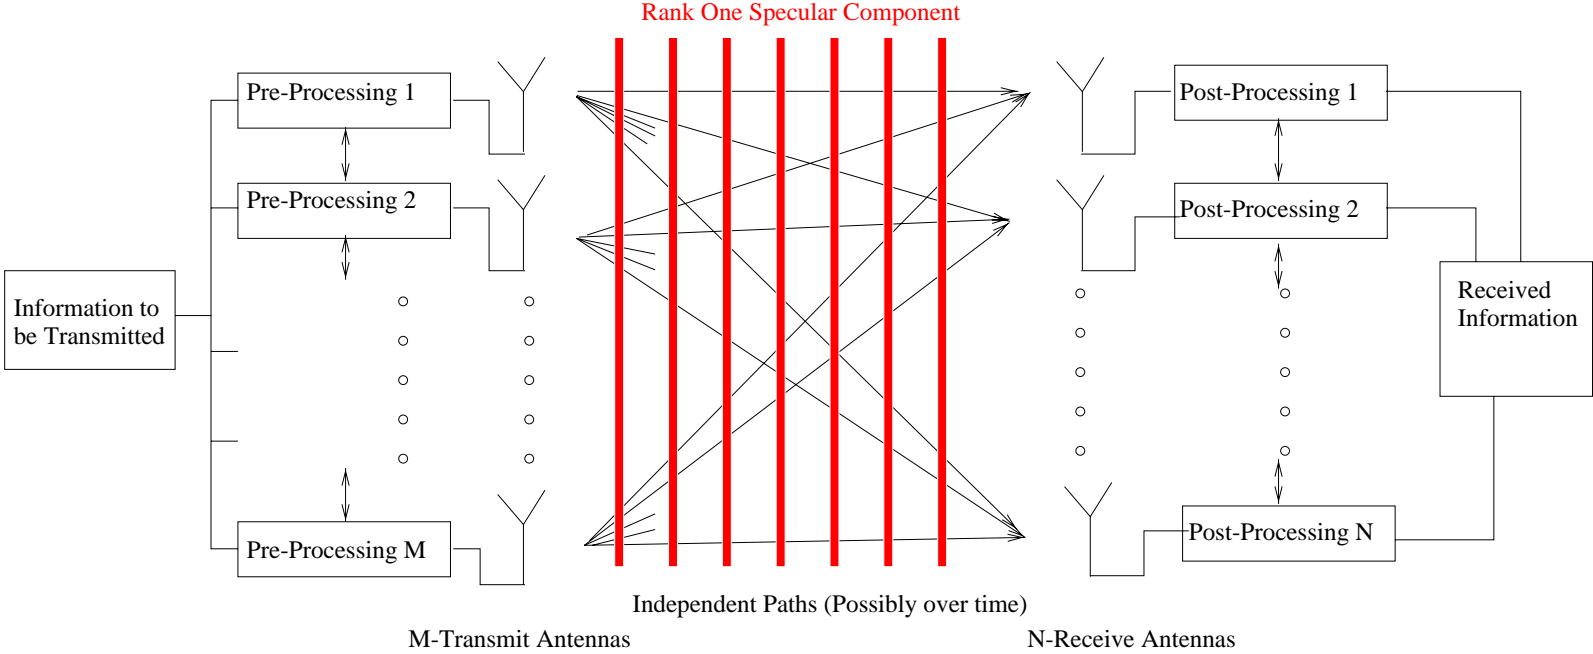 Rank One Specular Component
Pre-Processing 1
Post-Processing 1
Pre-Processing 2
Post-Processing 2
Information to
be Transmitted
Received
Information
Pre-Processing M
Post-Processing N
Independent Paths (Possibly over time)
M-Transmit Antennas
N-Receive Antennas